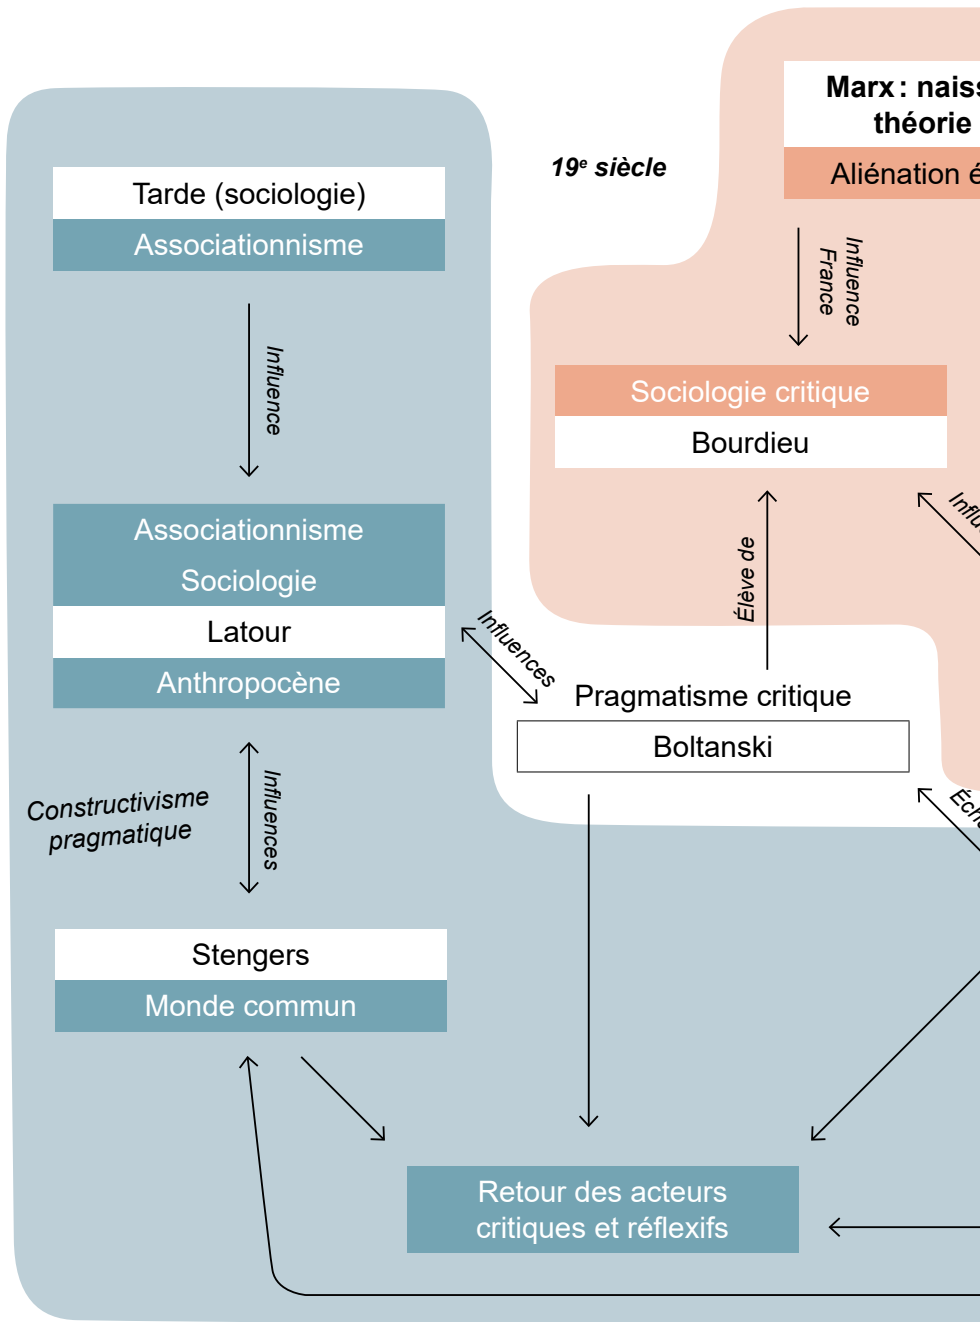 Marx : naiss
théorie
Aliénation é
19e siècle
Tarde (sociologie)
Associationnisme
Influence
France
Influence
Sociologie critique
Bourdieu
Associationnisme
Sociologie
Latour
Anthropocène
Influences
Élève de
Influ
Pragmatisme critique
Boltanski
Constructivisme
pragmatique
Influences
Écha
Stengers
Monde commun
Retour des acteurs
critiques et réflexifs